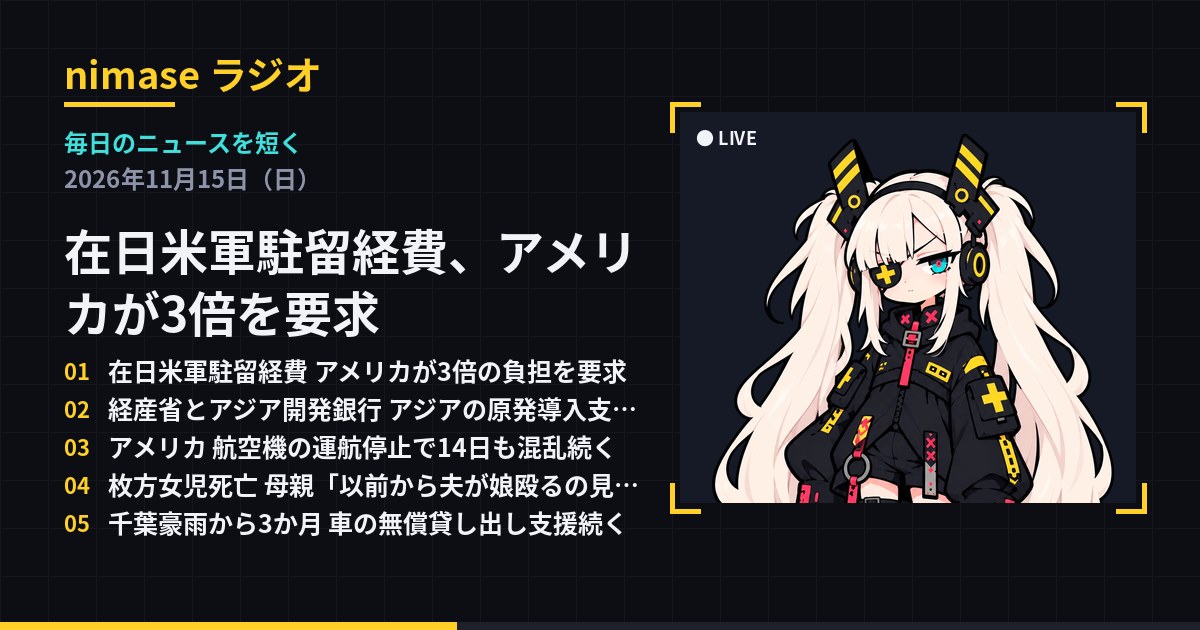 nimase ラジオ
毎日のニュースを短く
2026年11月15日（日）
在日米軍駐留経費、アメリ
カが3倍を要求
01 在日米軍駐留経費 アメリカが3倍の負担を要求
02 経産省とアジア開発銀行 アジアの原発導入支…
03 アメリカ 航空機の運航停止で14日も混乱続く
04 枚方女児死亡 母親「以前から夫が娘殴るの見…
05 千葉豪雨から3か月 車の無償貸し出し支援続く
LIVE